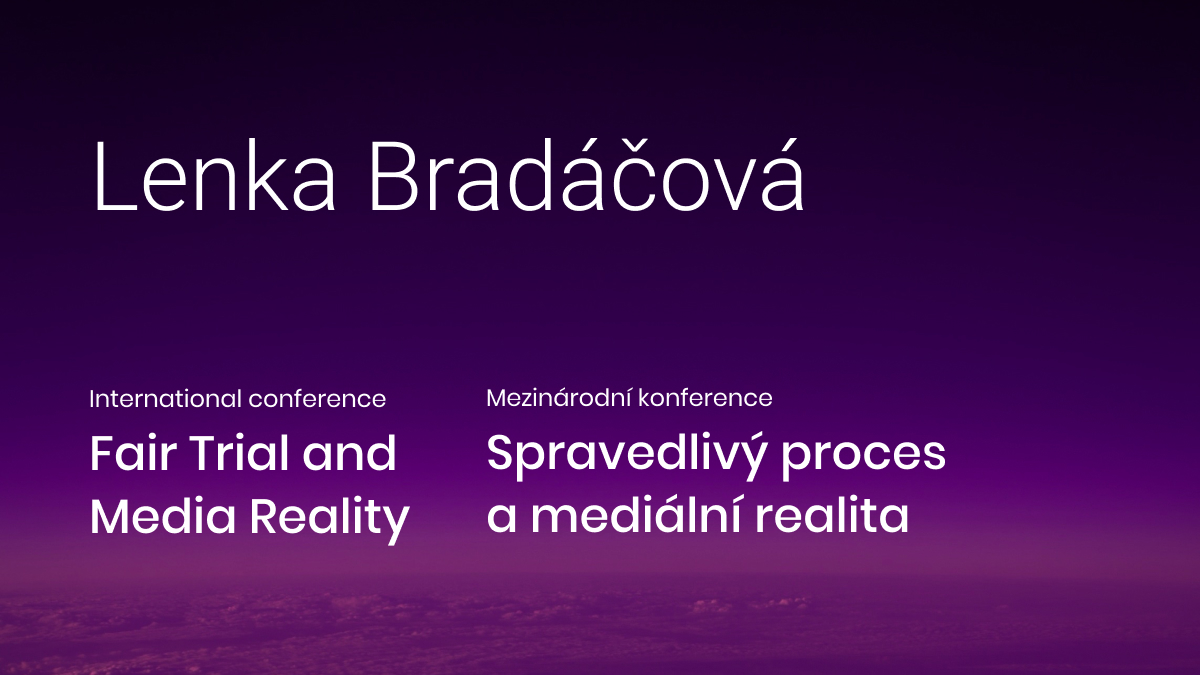 Lenka Bradáčová
International conference
Fair Trial and
Media Reality
Mezinárodní konference
Spravedlivý proces
a mediální realita